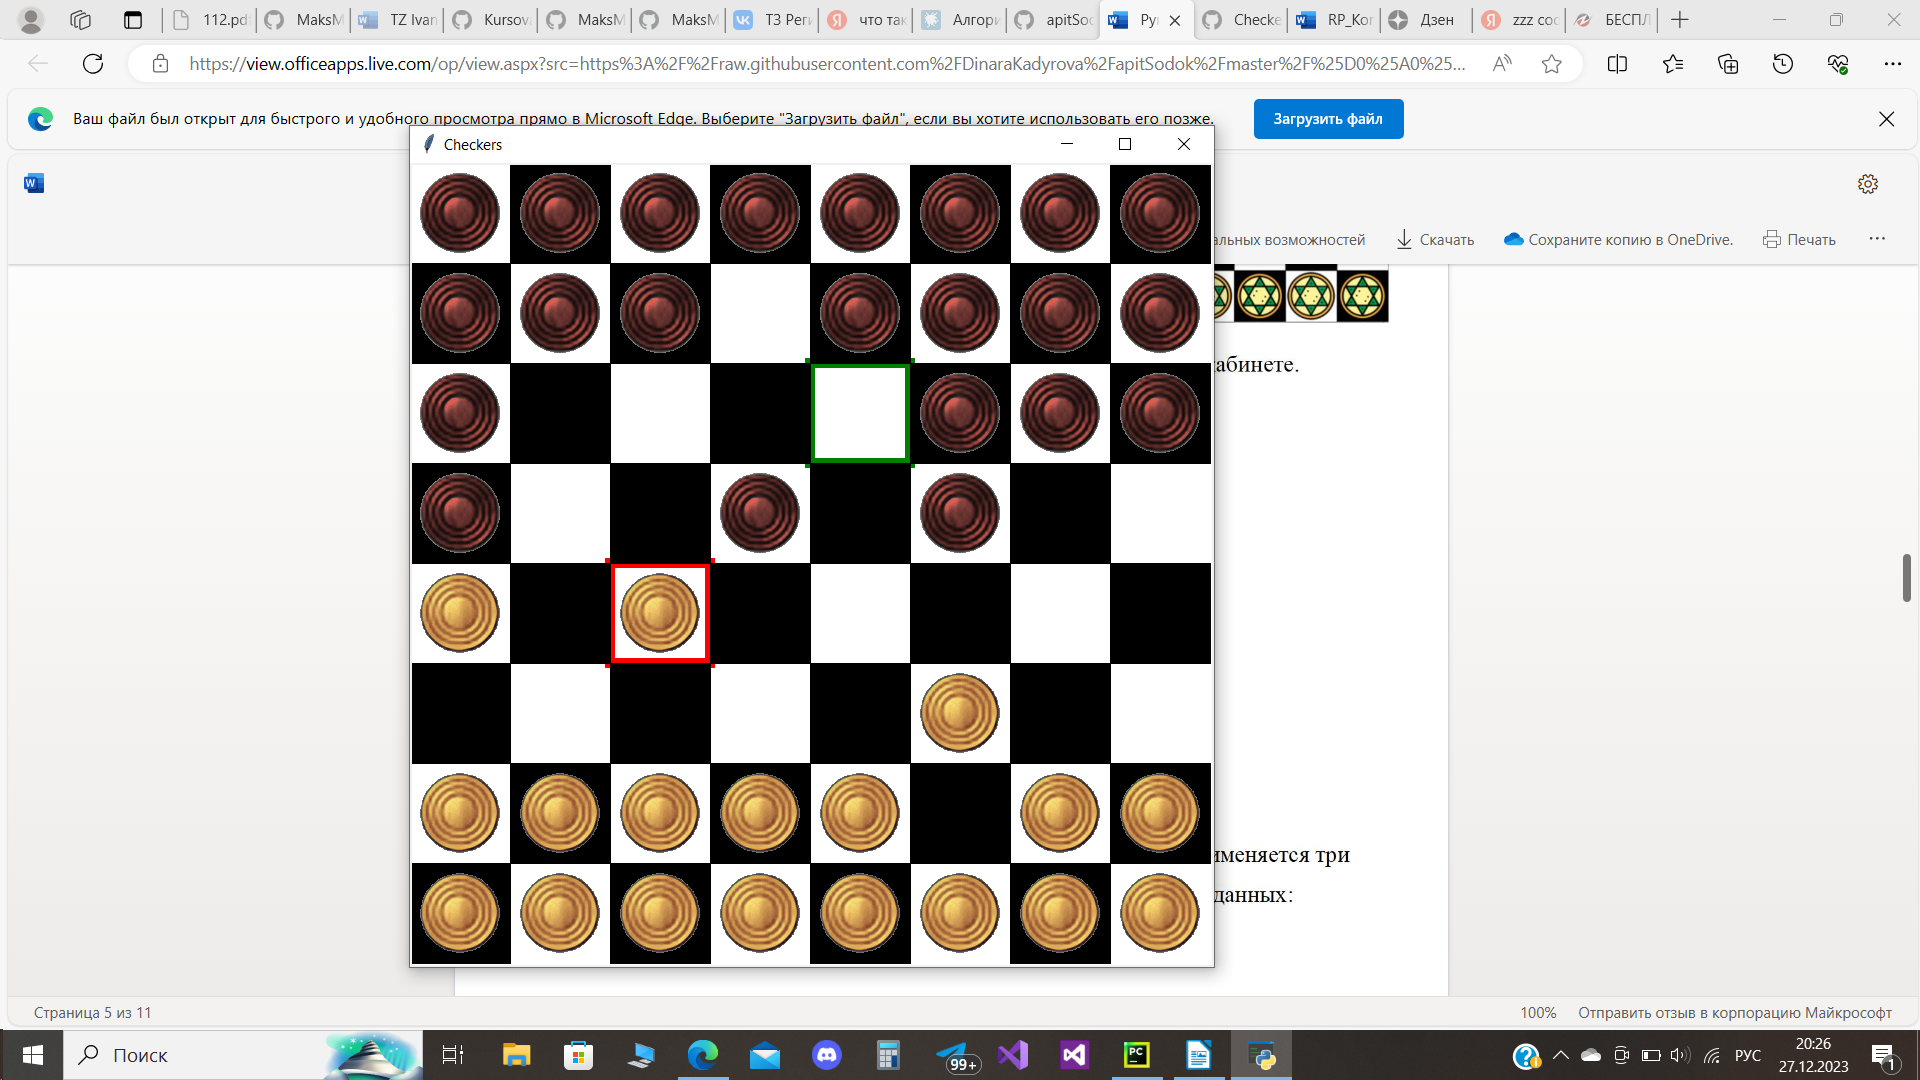 112.pd
MaksM
TZ Ivan
Kursov
MaksM
MaksM
ТЗ Реги
что так
Алгори
apitSoc
Ру
Checke
RP_Kor
Дзен
zzz coc
БЕСПЛ
https://view.officeapps.live.com/op/view.aspx?src=https%3A%2F%2Fraw.githubusercontent.com%2FDinaraKadyrova%2FapitSodok%2Fmaster%2F%25D0%25A0%25...
Ваш файл был открыт для быстрого и удобного просмотра прямо в Microsoft Edge. Выберите "Загрузить файл", если вы хотите использовать его позже.
Загрузить файл
Checkers
альных возможностей
Скачать
Сохраните копию в OneDrive.
Печать
абинете.
именяется три
данных:
Страница 5 из 11
100%
Отправить отзыв в корпорацию Майкрософт
Поиск
99+
PC
РУС
20:26
27.12.2023
1